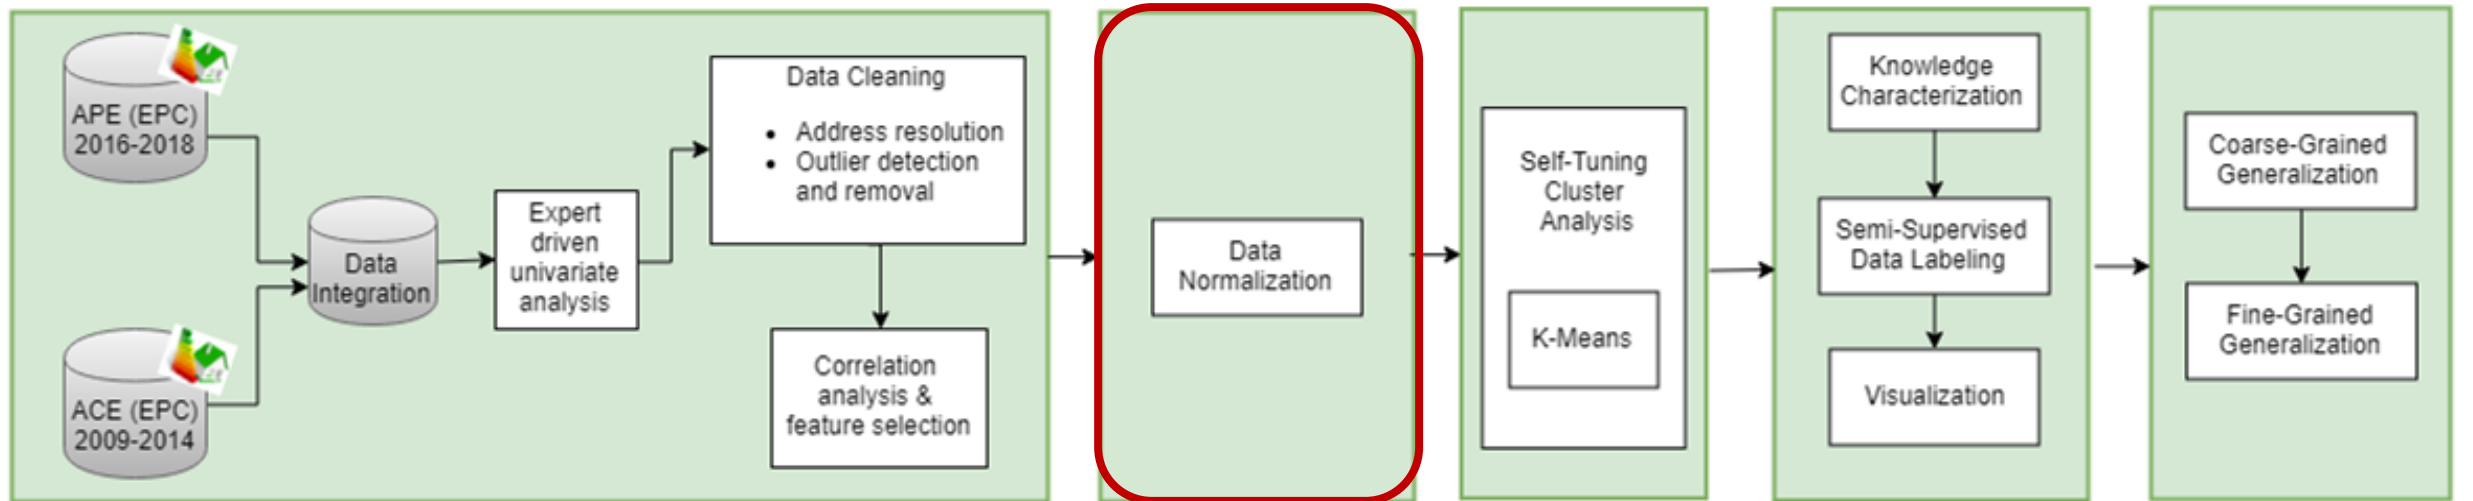 APE (EPC)
2016-2018
ACE (EPC)
2009-2014
Data
Integration
Expert
driven
univariate
analysis
Data Cleaning
• Address resolution
• Outlier detection
and removal
Correlation
analysis &
feature selection
Data
Normalization
Self-Tuning
Cluster
Analysis
K-Means
Knowledge
Characterization
Semi-Supervised
Data Labeling
Visualization
Coarse-Grained
Generalization
Fine-Grained
Generalization